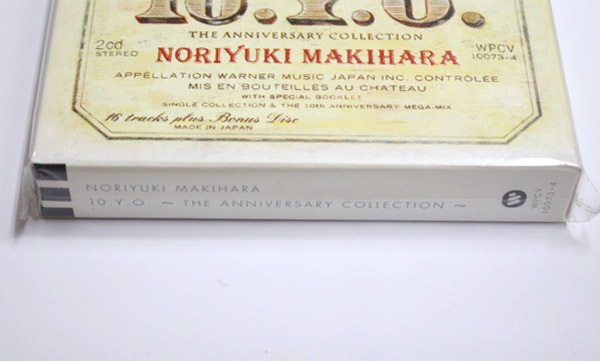 10.Y.O.
THE ANNIVERSARY COLLECTION
2cd
STEREO
NORIYUKI MAKIHARA
WPCV
10073-4
APPELLATION WARNER MUSIC JAPAN INC. CONTRÔLÉE
MIS EN BOUTEILLES AU CHATEAU
WITH SPECIAL BOOKLET
SINGLE COLLECTION & THE 10TH ANNIVERSARY MEGA-MIX
16 tracks plus Bonus Disc
MADE IN JAPAN
NORIYUKI MAKIHARA
10.Y.O. ~ THE ANNIVERSARY COLLECTION ~
WPCV
10073-4